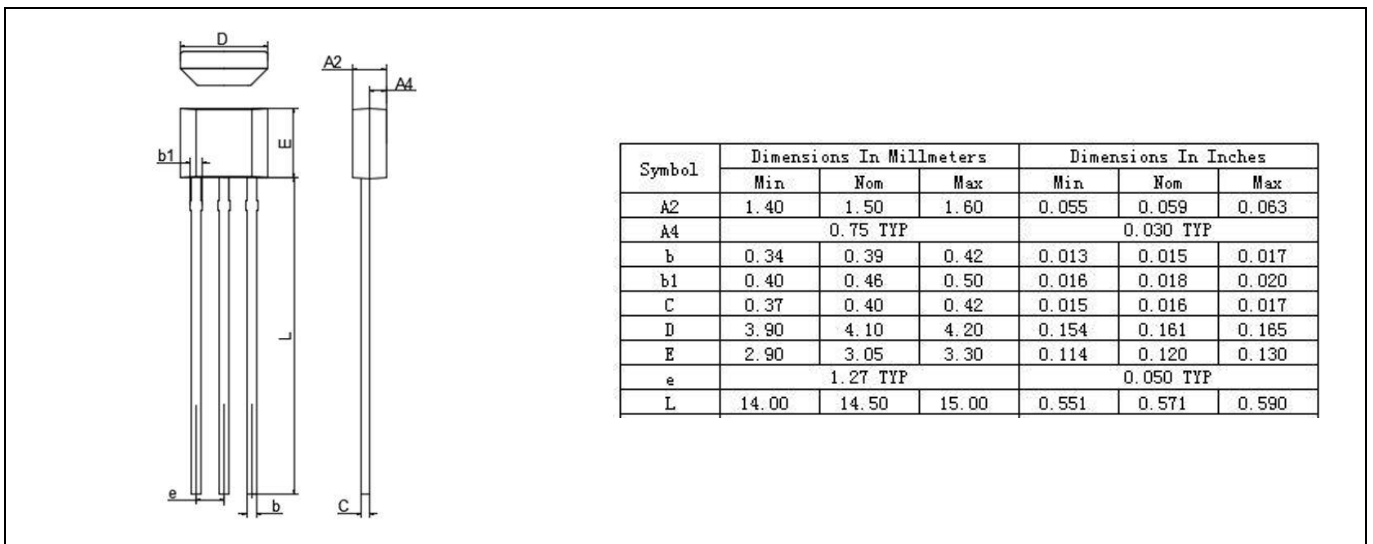 D
A2
A4
E
b1
L
e
b
C
Symbol Dimensions In Millmeters Dimensions In Inches
Min Nom Max Min Nom Max
A2 1.40 1.50 1.60 0.055 0.059 0.063
A4 0.75 TYP 0.030 TYP
b 0.34 0.39 0.42 0.013 0.015 0.017
b1 0.40 0.46 0.50 0.016 0.018 0.020
C 0.37 0.40 0.42 0.015 0.016 0.017
D 3.90 4.10 4.20 0.154 0.161 0.165
E 2.90 3.05 3.30 0.114 0.120 0.130
e 1.27 TYP 0.050 TYP
L 14.00 14.50 15.00 0.551 0.571 0.590